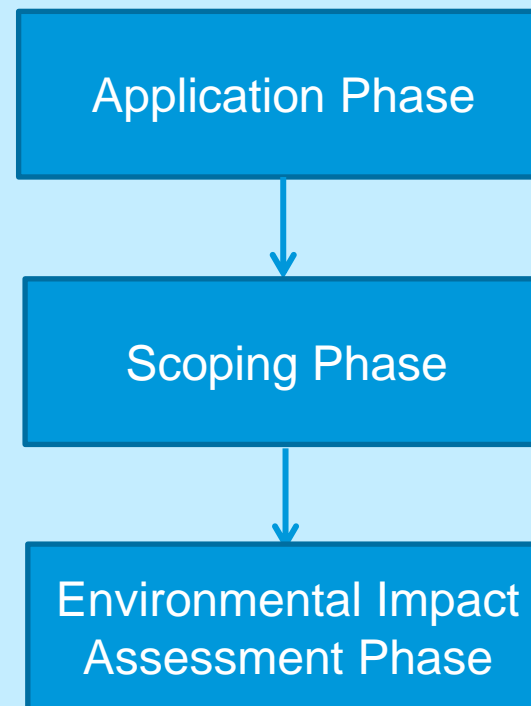 Application Phase
Scoping Phase
Environmental Impact
Assessment Phase